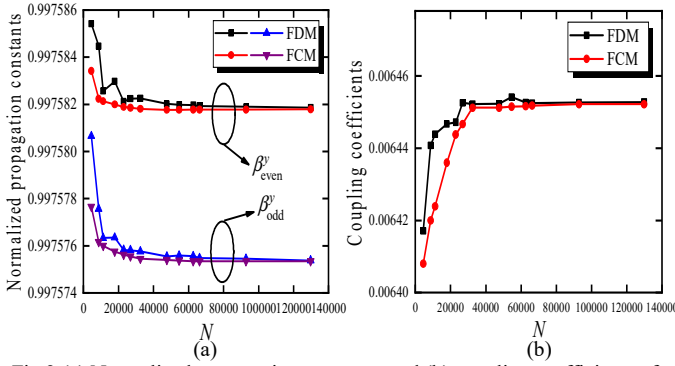 Normalized propagation constants
0.997586
0.997584
0.997582
0.997580
0.997578
0.997576
0.997574
FDM
FCM
β^y_even
β^y_odd
0 20000 40000 60000 80000 100000 120000 140000
N
(a)
Coupling coefficients
0.00646
0.00644
0.00642
0.00640
FDM
FCM
0 20000 40000 60000 80000 100000 120000 140000
N
(b)